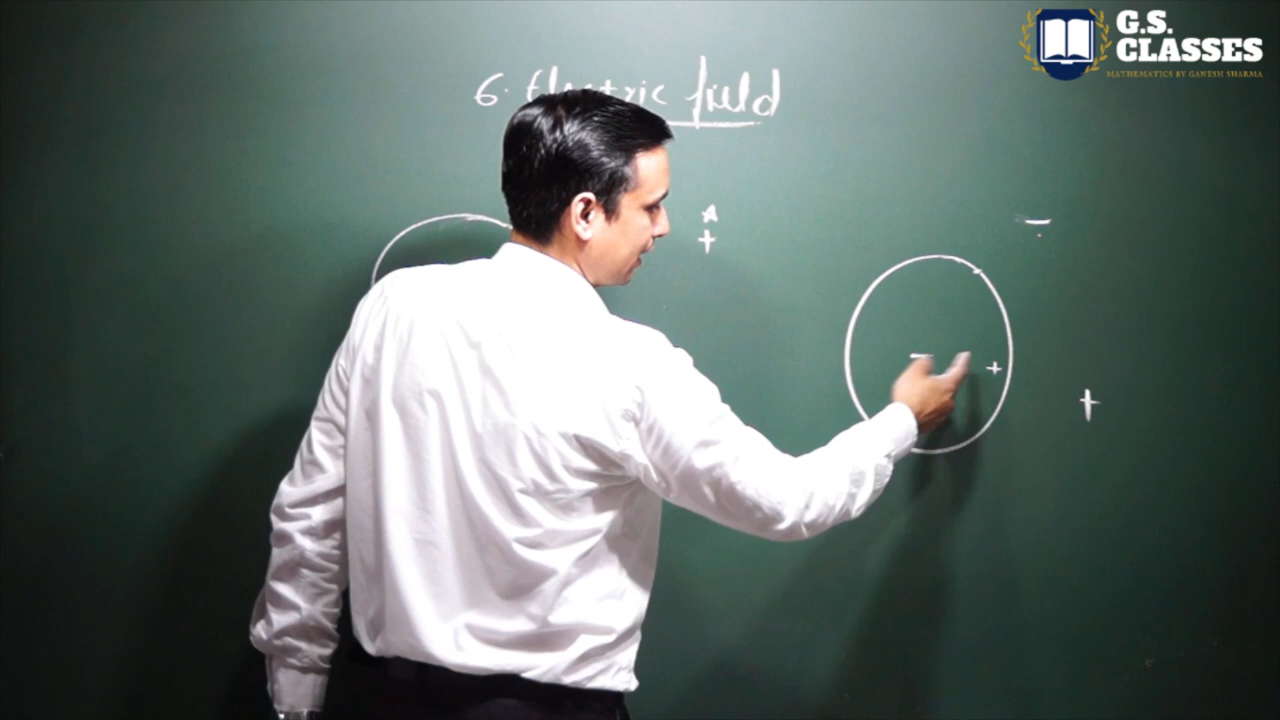 G.S.
CLASSES
MATHEMATICS BY GANESH SHARMA
6. Electric field
A
+
-
- +
+